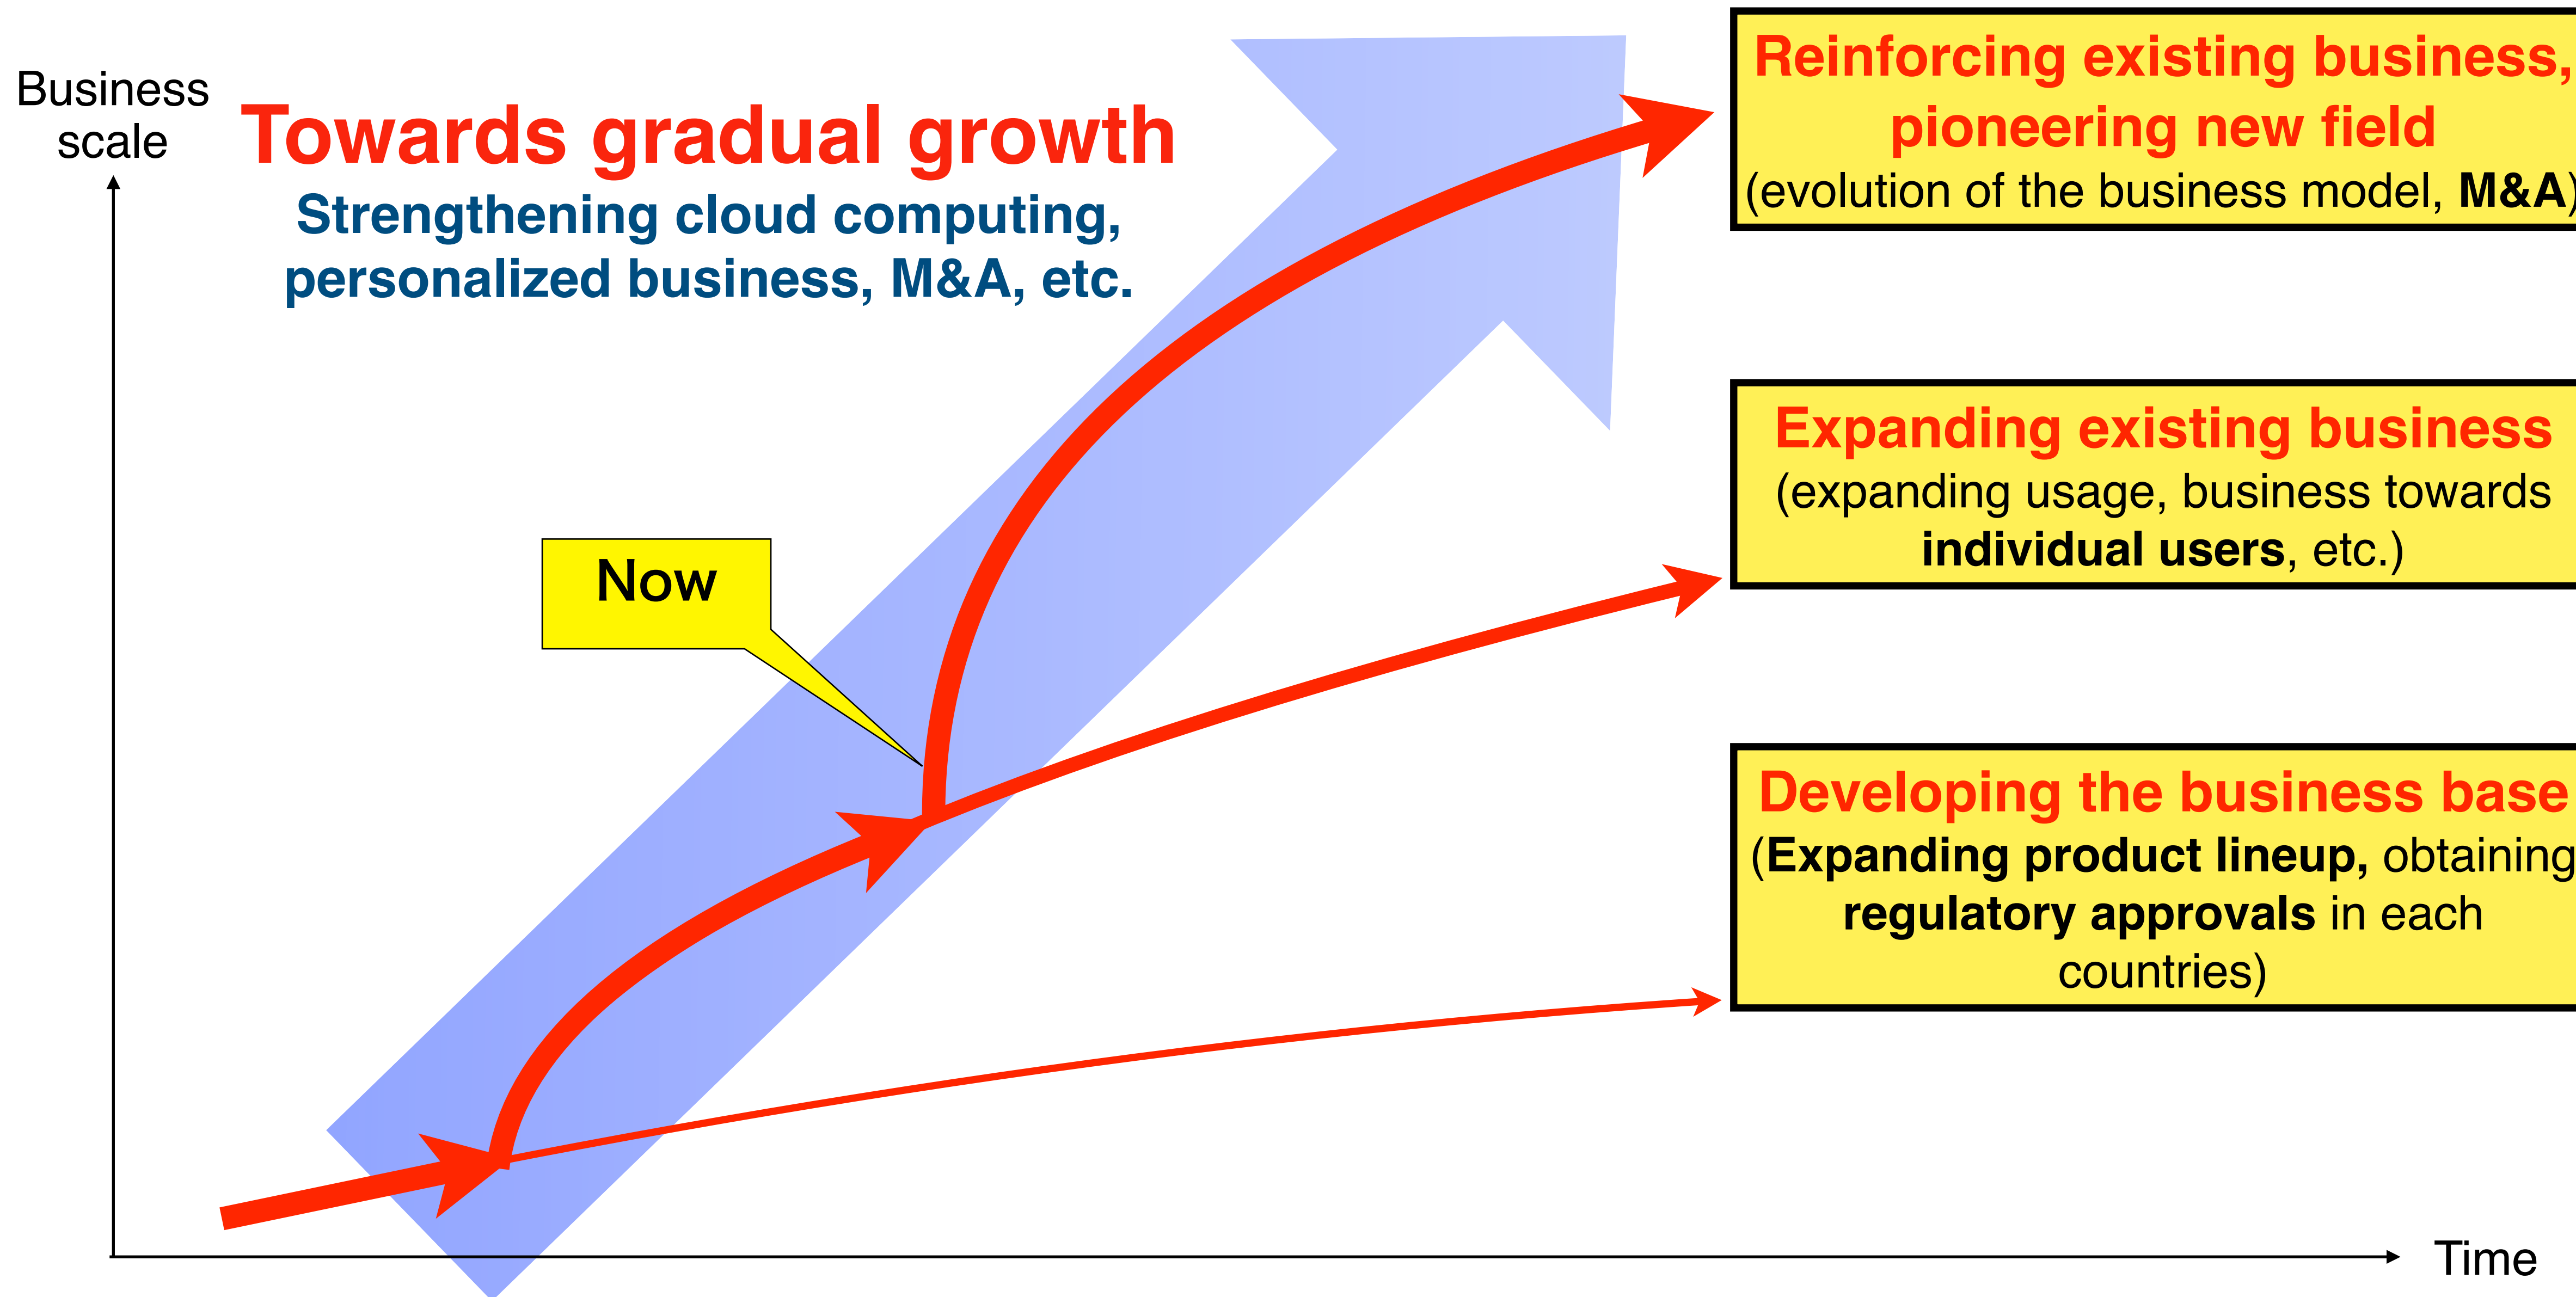 Business
scale
Towards gradual growth
Strengthening cloud computing,
personalized business, M&A, etc.
Now
Reinforcing existing business,
pioneering new field
(evolution of the business model, M&A)
Expanding existing business
(expanding usage, business towards
individual users, etc.)
Developing the business base
(Expanding product lineup, obtaining
regulatory approvals in each
countries)
Time